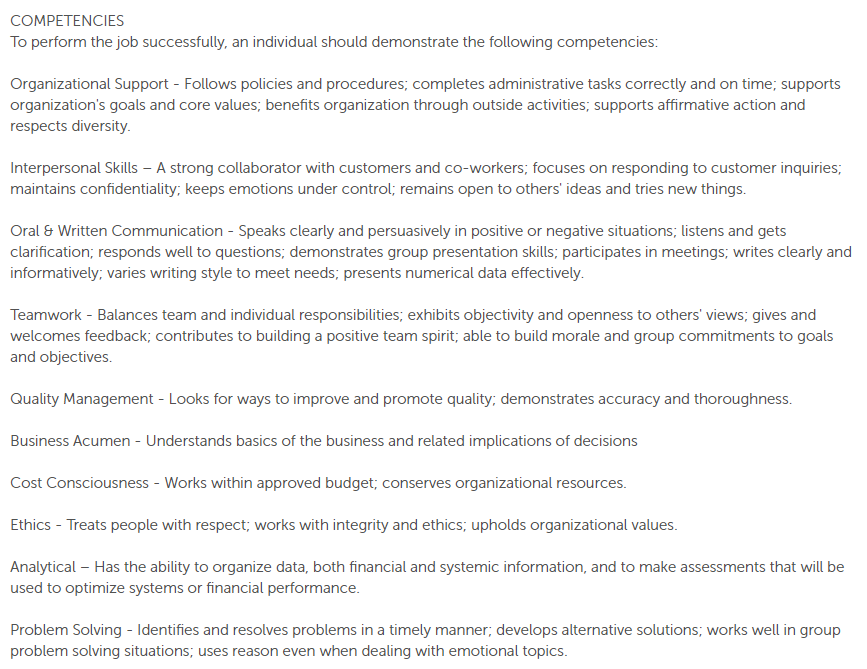 COMPETENCIES
To perform the job successfully, an individual should demonstrate the following competencies:
Organizational Support - Follows policies and procedures; completes administrative tasks correctly and on time; supports
organization's goals and core values; benefits organization through outside activities; supports affirmative action and
respects diversity.
Interpersonal Skills – A strong collaborator with customers and co-workers; focuses on responding to customer inquiries;
maintains confidentiality; keeps emotions under control; remains open to others' ideas and tries new things.
Oral & Written Communication - Speaks clearly and persuasively in positive or negative situations; listens and gets
clarification; responds well to questions; demonstrates group presentation skills; participates in meetings; writes clearly and
informatively; varies writing style to meet needs; presents numerical data effectively.
Teamwork - Balances team and individual responsibilities; exhibits objectivity and openness to others' views; gives and
welcomes feedback; contributes to building a positive team spirit; able to build morale and group commitments to goals
and objectives.
Quality Management - Looks for ways to improve and promote quality; demonstrates accuracy and thoroughness.
Business Acumen - Understands basics of the business and related implications of decisions
Cost Consciousness - Works within approved budget; conserves organizational resources.
Ethics - Treats people with respect; works with integrity and ethics; upholds organizational values.
Analytical – Has the ability to organize data, both financial and systemic information, and to make assessments that will be
used to optimize systems or financial performance.
Problem Solving - Identifies and resolves problems in a timely manner; develops alternative solutions; works well in group
problem solving situations; uses reason even when dealing with emotional topics.